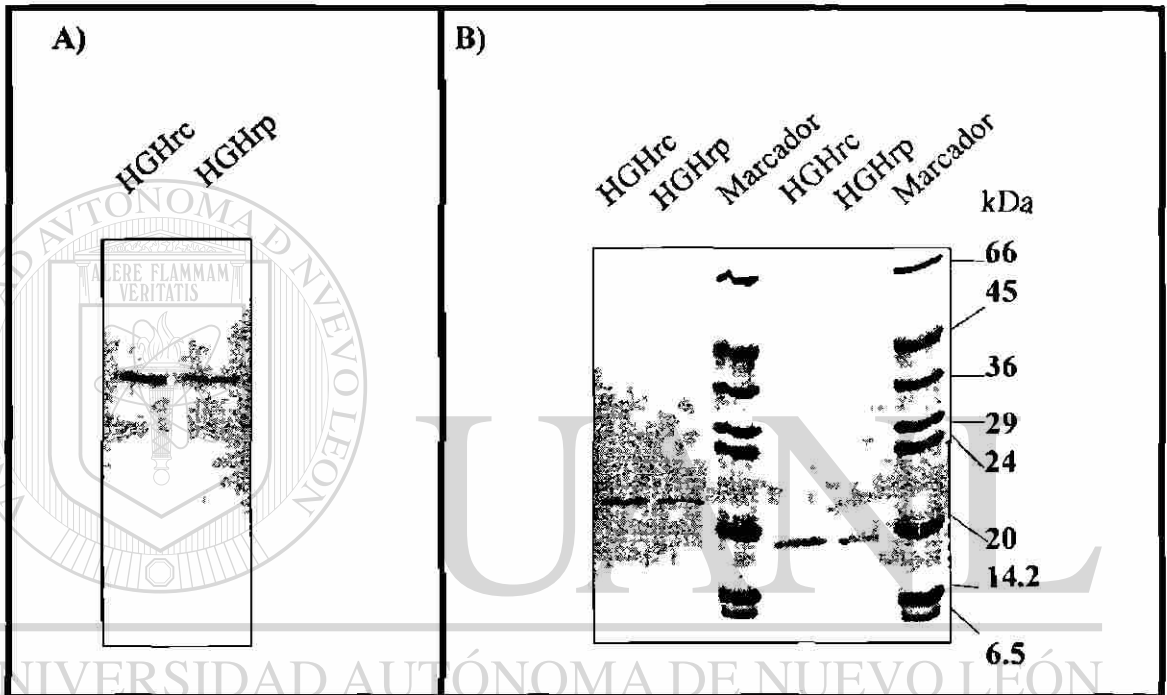 A)
B)
HGHrc
HGHrp
HGHrc
HGHrp
Marcador
HGHrc
HGHrp
Marcador
kDa
66
45
36
29
24
20
14.2
6.5
ALERE FLAMMAM
VERITATIS
UANL
UNIVERSIDAD AUTÓNOMA DE NUEVO LEÓN